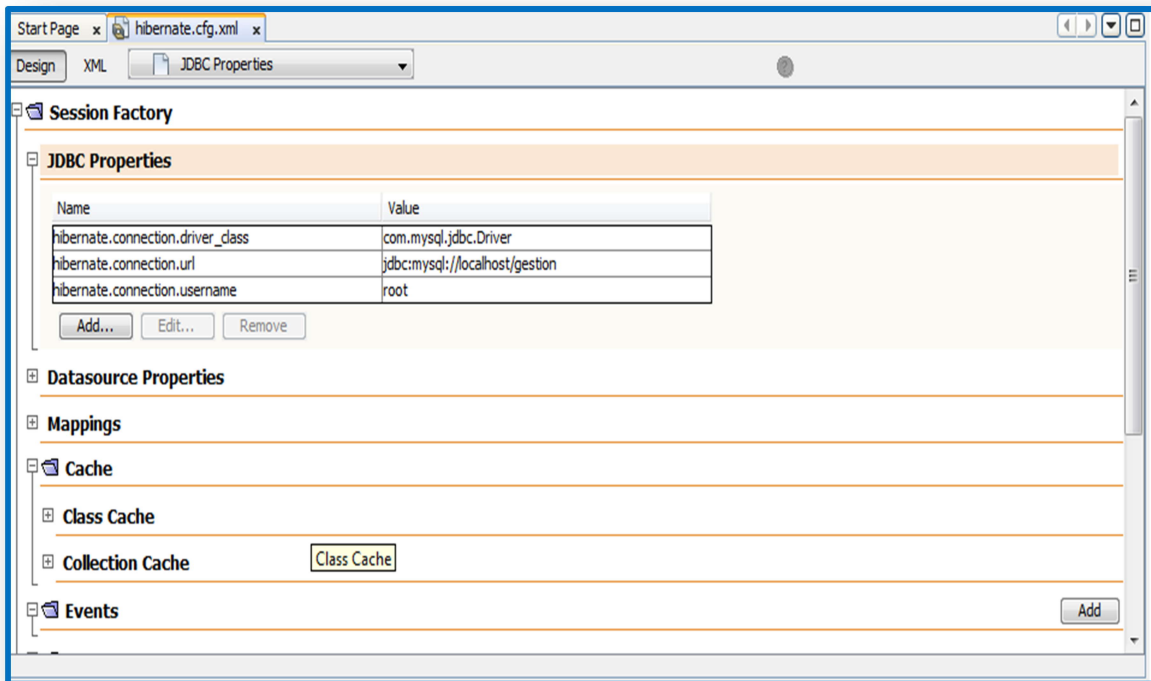 Start Page x hibernate.cfg.xml x
Design XML JDBC Properties
Session Factory
JDBC Properties
Name Value
hibernate.connection.driver_class com.mysql.jdbc.Driver
hibernate.connection.url jdbc:mysql://localhost/gestion
hibernate.connection.username root
Add... Edit... Remove
Datasource Properties
Mappings
Cache
Class Cache
Collection Cache Class Cache
Events Add